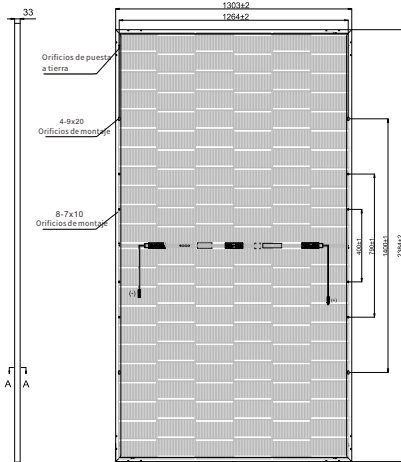 1303±2
33
1264±2
Orificios de puesta
a tierra
4-9x20
Orificios de montaje
8-7x10
Orificios de montaje
400±1
790±1
1400±1
2384±2
(-)
(+)
A A